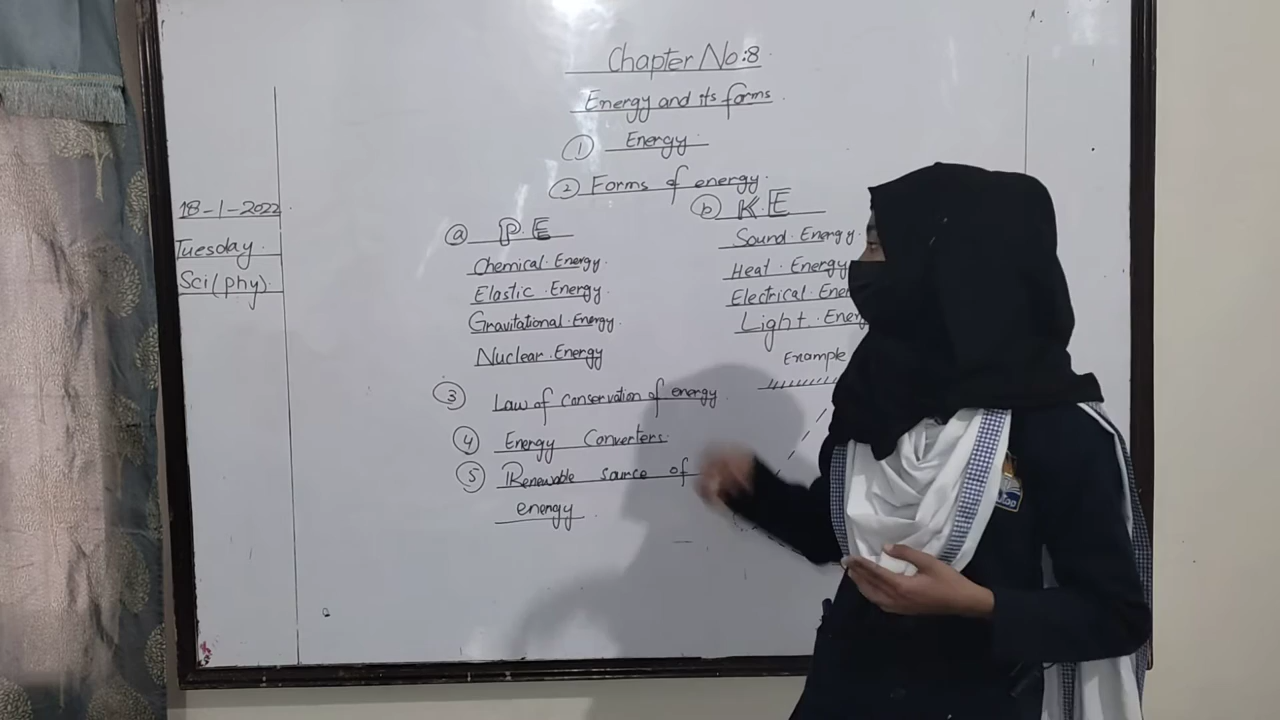 Chapter No:8
Energy and its forms
① Energy
② Forms of energy.
ⓐ P.E
Chemical Energy.
Elastic Energy.
Gravitational Energy.
Nuclear Energy
ⓑ K.E
Sound Energy.
Heat Energy
Electrical
Light
Example
③ Law of conservation of energy.
④ Energy Converters.
⑤ Renewable source of
energy.
18-1-2022.
Tuesday.
Sci(phy).